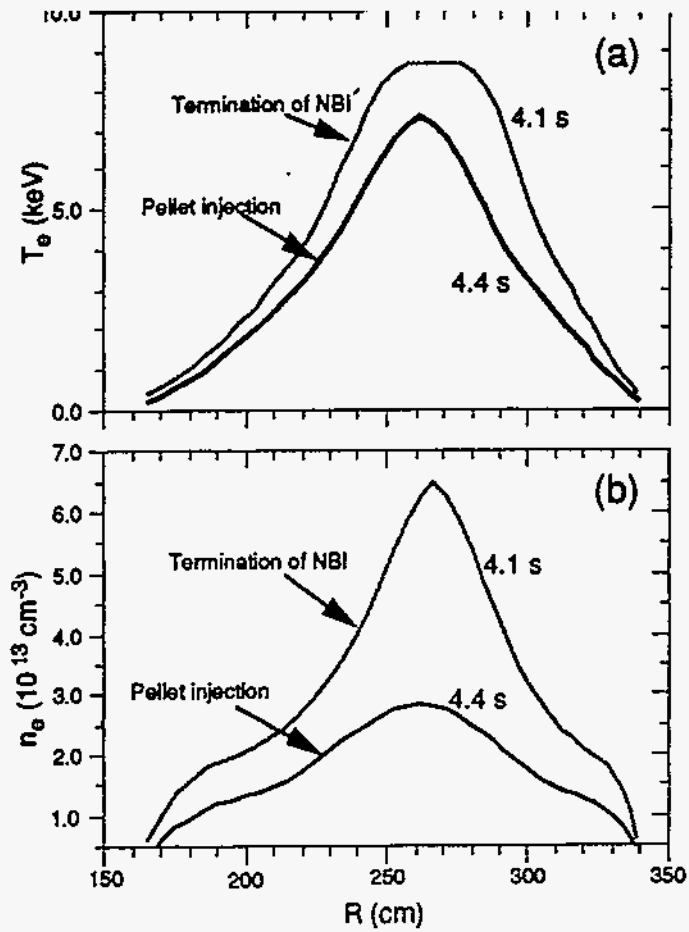 10.0
(a)
Termination of NBI
4.1 s
Pellet injection
5.0
4.4 s
0.0
T_e (keV)
7.0
(b)
6.0
Termination of NBI
4.1 s
5.0
4.0
Pellet injection
4.4 s
3.0
2.0
1.0
n_e (10^13 cm^-3)
150 200 250 300 350
R (cm)